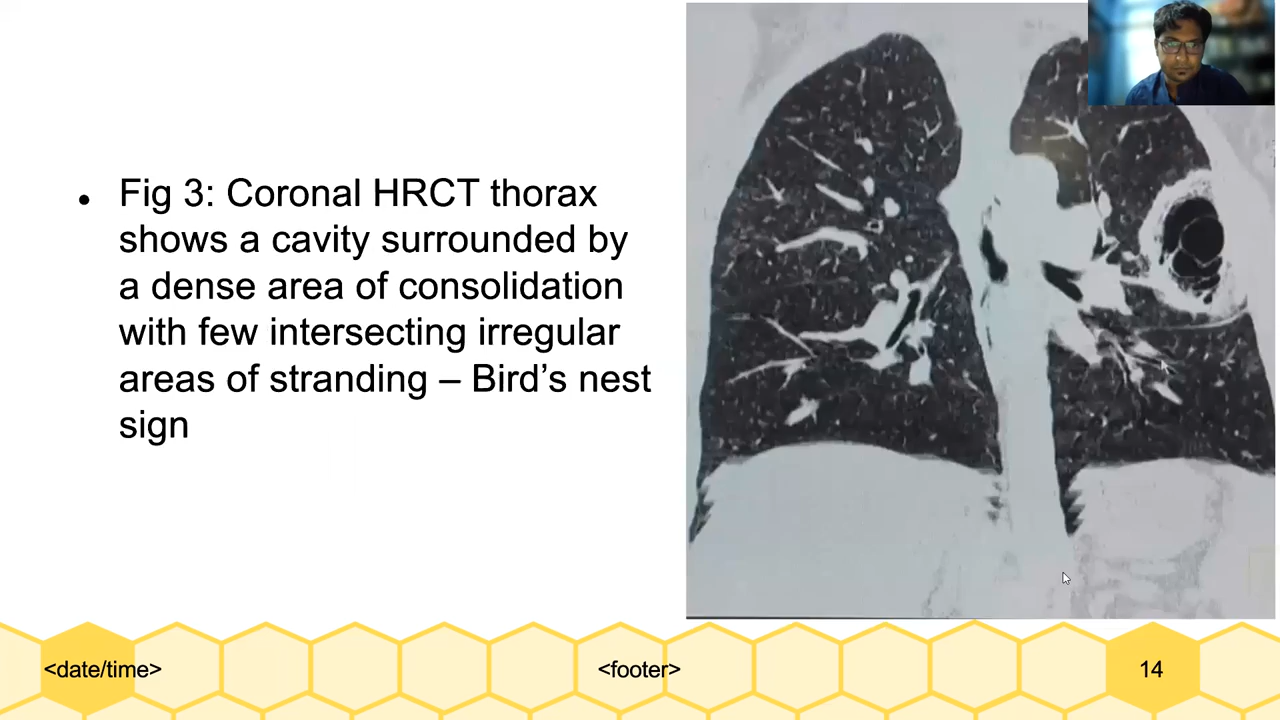 Fig 3: Coronal HRCT thorax
shows a cavity surrounded by
a dense area of consolidation
with few intersecting irregular
areas of stranding – Bird’s nest
sign
<date/time>
<footer>
14